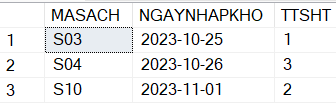 MASACH NGAYNHAPKHO TTSHT
1 S03 2023-10-25 1
2 S04 2023-10-26 3
3 S10 2023-11-01 2